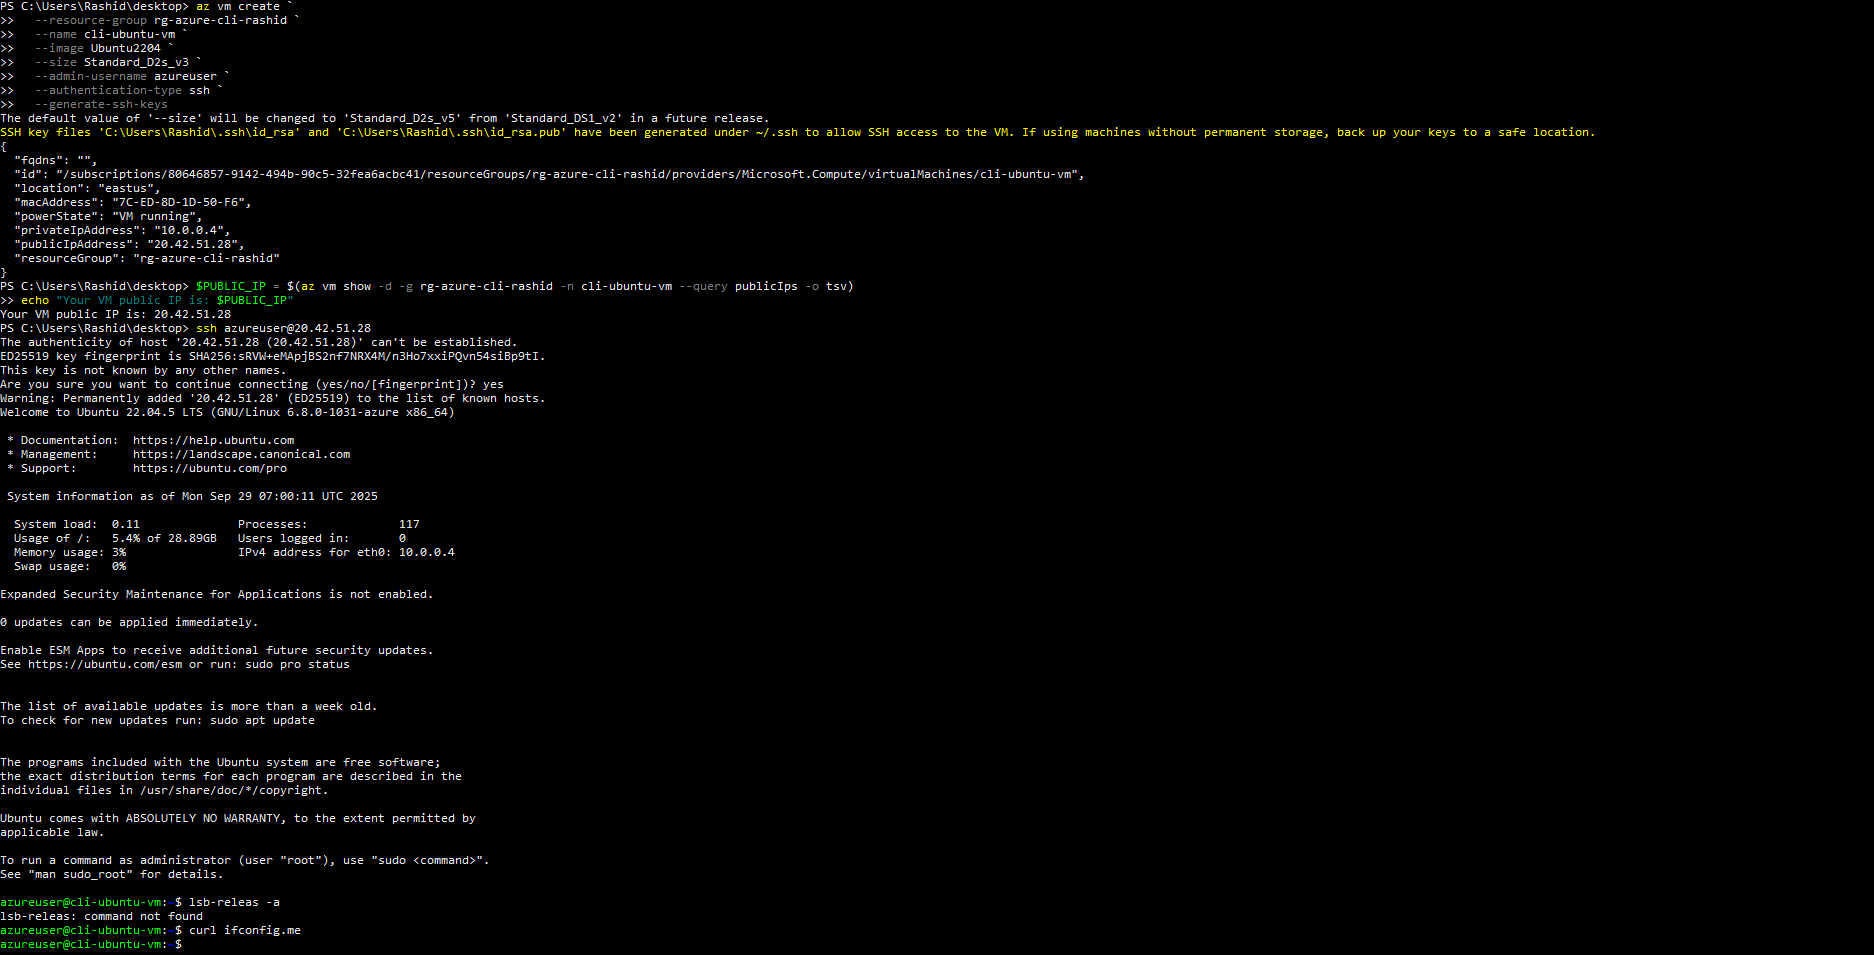 PS C:\Users\Rashid\desktop> az vm create `
>>   --resource-group rg-azure-cli-rashid `
>>   --name cli-ubuntu-vm `
>>   --image Ubuntu2204 `
>>   --size Standard_D2s_v3 `
>>   --admin-username azureuser `
>>   --authentication-type ssh `
>>   --generate-ssh-keys
The default value of '--size' will be changed to 'Standard_D2s_v5' from 'Standard_DS1_v2' in a future release.
SSH key files 'C:\Users\Rashid\.ssh\id_rsa' and 'C:\Users\Rashid\.ssh\id_rsa.pub' have been generated under ~/.ssh to allow SSH access to the VM. If using machines without permanent storage, back up your keys to a safe location.
{
  "fqdns": "",
  "id": "/subscriptions/80646857-9142-494b-90c5-32fea6acbc41/resourceGroups/rg-azure-cli-rashid/providers/Microsoft.Compute/virtualMachines/cli-ubuntu-vm",
  "location": "eastus",
  "macAddress": "7C-ED-8D-1D-50-F6",
  "powerState": "VM running",
  "privateIpAddress": "10.0.0.4",
  "publicIpAddress": "20.42.51.28",
  "resourceGroup": "rg-azure-cli-rashid"
}
PS C:\Users\Rashid\desktop> $PUBLIC_IP = $(az vm show -d -g rg-azure-cli-rashid -n cli-ubuntu-vm --query publicIps -o tsv)
>> echo "Your VM public IP is: $PUBLIC_IP"
Your VM public IP is: 20.42.51.28
PS C:\Users\Rashid\desktop> ssh azureuser@20.42.51.28
The authenticity of host '20.42.51.28 (20.42.51.28)' can't be established.
ED25519 key fingerprint is SHA256:sRVW+eMApjBS2nf7NRX4M/n3Ho7xxiPQvn54siBp9tI.
This key is not known by any other names.
Are you sure you want to continue connecting (yes/no/[fingerprint])? yes
Warning: Permanently added '20.42.51.28' (ED25519) to the list of known hosts.
Welcome to Ubuntu 22.04.5 LTS (GNU/Linux 6.8.0-1031-azure x86_64)

 * Documentation:  https://help.ubuntu.com
 * Management:     https://landscape.canonical.com
 * Support:        https://ubuntu.com/pro

 System information as of Mon Sep 29 07:00:11 UTC 2025

  System load:  0.11              Processes:             117
  Usage of /:   5.4% of 28.89GB   Users logged in:       0
  Memory usage: 3%                IPv4 address for eth0: 10.0.0.4
  Swap usage:   0%

Expanded Security Maintenance for Applications is not enabled.

0 updates can be applied immediately.

Enable ESM Apps to receive additional future security updates.
See https://ubuntu.com/esm or run: sudo pro status

The list of available updates is more than a week old.
To check for new updates run: sudo apt update

The programs included with the Ubuntu system are free software;
the exact distribution terms for each program are described in the
individual files in /usr/share/doc/*/copyright.

Ubuntu comes with ABSOLUTELY NO WARRANTY, to the extent permitted by
applicable law.

To run a command as administrator (user "root"), use "sudo <command>".
See "man sudo_root" for details.

azureuser@cli-ubuntu-vm:~$ lsb-releas -a
lsb-releas: command not found
azureuser@cli-ubuntu-vm:~$ curl ifconfig.me
azureuser@cli-ubuntu-vm:~$